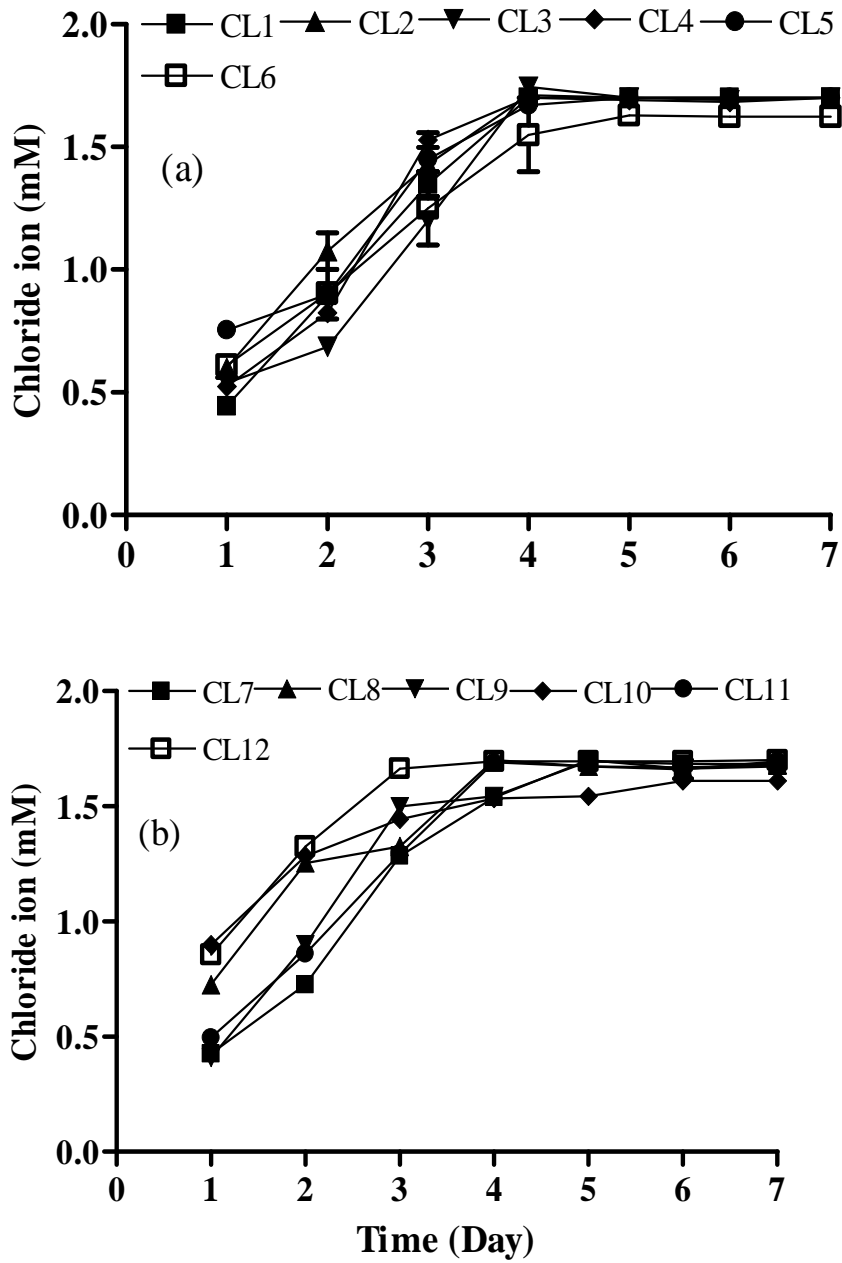 CL1 CL2 CL3 CL4 CL5
CL6
2.0
1.5
1.0
0.5
0.0
Chloride ion (mM)
(a)
0 1 2 3 4 5 6 7
CL7 CL8 CL9 CL10 CL11
CL12
2.0
1.5
1.0
0.5
0.0
Chloride ion (mM)
(b)
0 1 2 3 4 5 6 7
Time (Day)